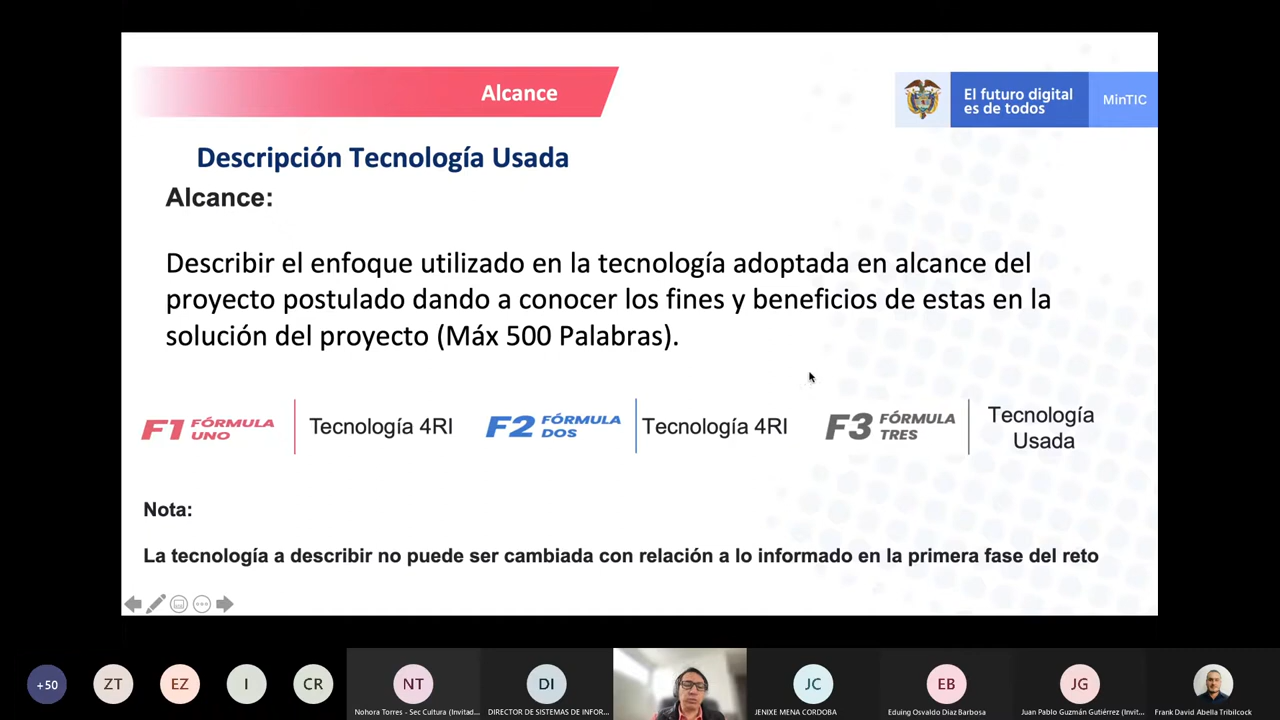 Alcance
El futuro digital
es de todos
MinTIC
Descripción Tecnología Usada
Alcance:
Describir el enfoque utilizado en la tecnología adoptada en alcance del
proyecto postulado dando a conocer los fines y beneficios de estas en la
solución del proyecto (Máx 500 Palabras).
F1 FÓRMULA
UNO
Tecnología 4RI
F2 FÓRMULA
DOS
Tecnología 4RI
F3 FÓRMULA
TRES
Tecnología
Usada
Nota:
La tecnología a describir no puede ser cambiada con relación a lo informado en la primera fase del reto
+50
ZT
EZ
I
CR
NT
Nohora Torres - Sec Cultura (Invitad...
DI
DIRECTOR DE SISTEMAS DE INFOR...
JC
JENIXE MENA CORDOBA
EB
Eduing Osvaldo Diaz Barbosa
JG
Juan Pablo Guzmán Gutiérrez (Invit...
Frank David Abella Tribilcock